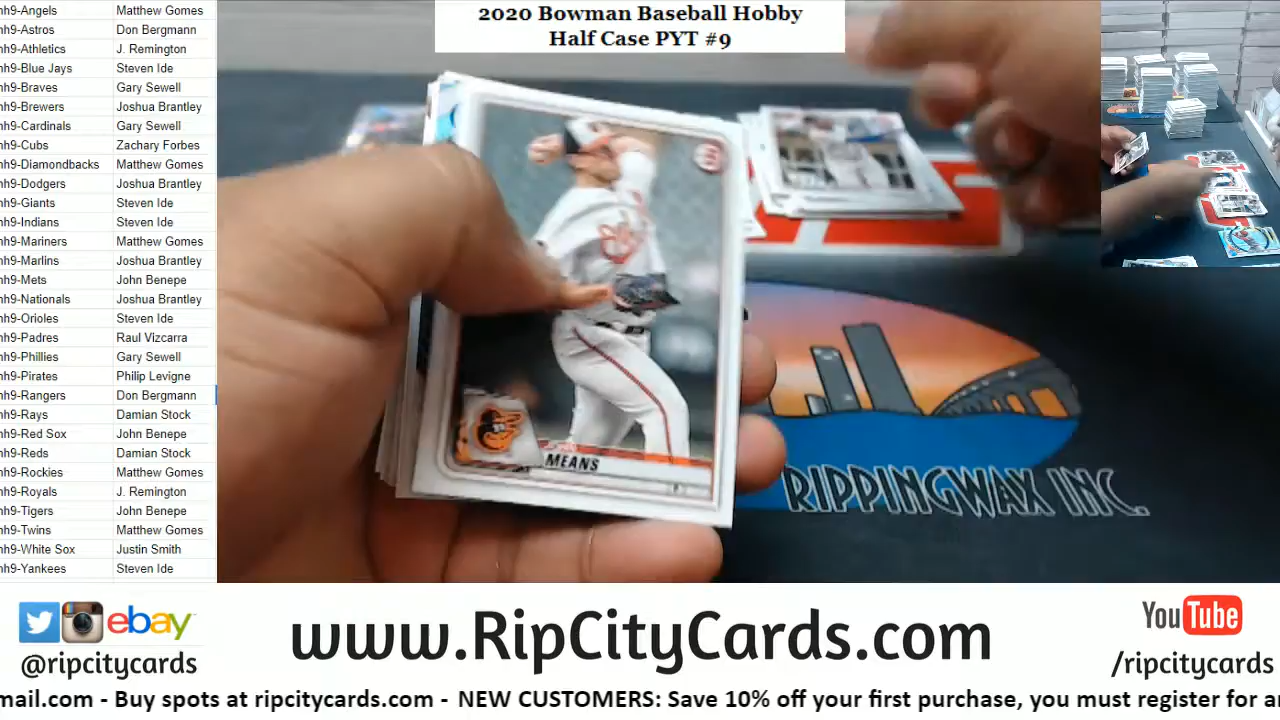 2020 Bowman Baseball Hobby
Half Case PYT #9
nh9-Angels Matthew Gomes
nh9-Astros Don Bergmann
nh9-Athletics J. Remington
nh9-Blue Jays Steven Ide
nh9-Braves Gary Sewell
nh9-Brewers Joshua Brantley
nh9-Cardinals Gary Sewell
nh9-Cubs Zachary Forbes
nh9-Diamondbacks Matthew Gomes
nh9-Dodgers Joshua Brantley
nh9-Giants Steven Ide
nh9-Indians Steven Ide
nh9-Mariners Matthew Gomes
nh9-Marlins Joshua Brantley
nh9-Mets John Benepe
nh9-Nationals Joshua Brantley
nh9-Orioles Steven Ide
nh9-Padres Raul Vizcarra
nh9-Phillies Gary Sewell
nh9-Pirates Philip Levigne
nh9-Rangers Don Bergmann
nh9-Rays Damian Stock
nh9-Red Sox John Benepe
nh9-Reds Damian Stock
nh9-Rockies Matthew Gomes
nh9-Royals J. Remington
nh9-Tigers John Benepe
nh9-Twins Matthew Gomes
nh9-White Sox Justin Smith
nh9-Yankees Steven Ide
MEANS
RIPPINGWAX INC.
ebay
@ripcitycards
www.RipCityCards.com
YouTube
/ripcitycards
mail.com - Buy spots at ripcitycards.com - NEW CUSTOMERS: Save 10% off your first purchase, you must register for a